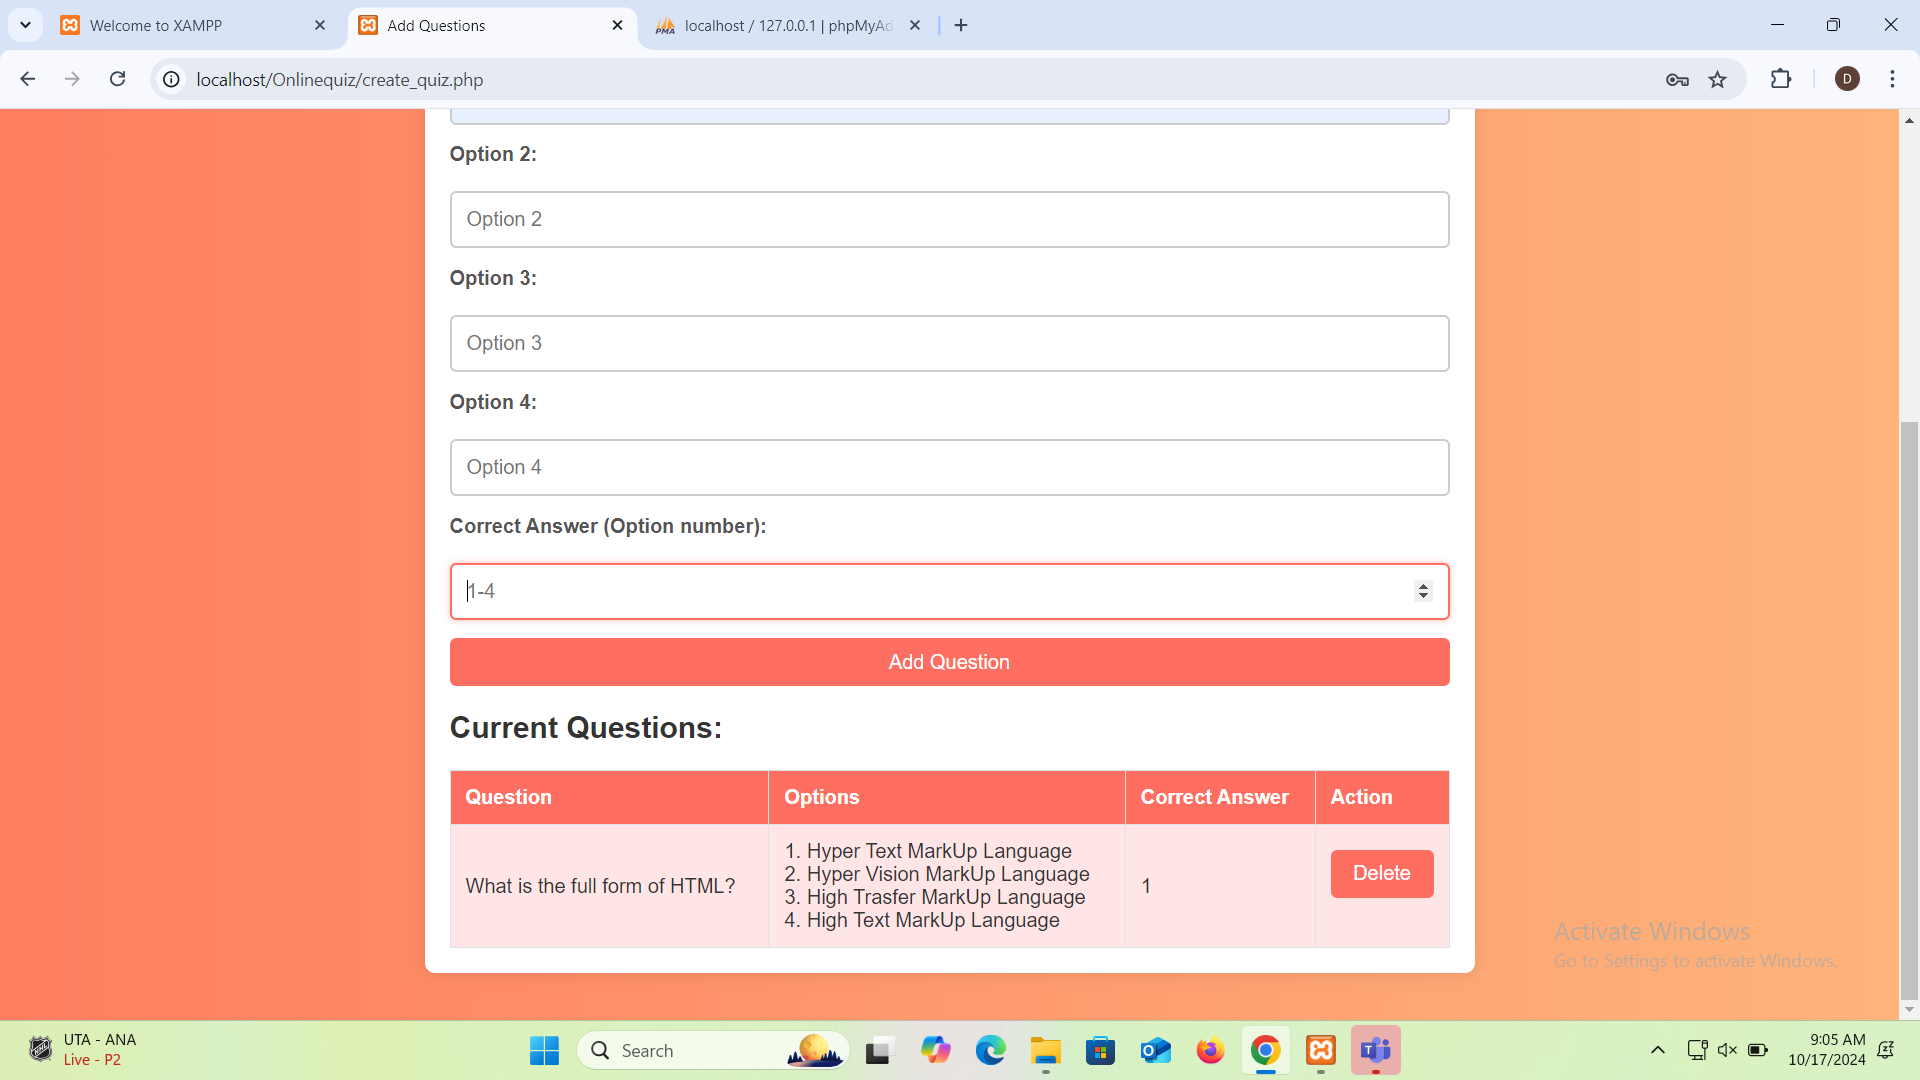 Welcome to XAMPP
Add Questions
localhost / 127.0.0.1 | phpMyAd
localhost/Onlinequiz/create_quiz.php
D
Option 2:
Option 2
Option 3:
Option 3
Option 4:
Option 4
Correct Answer (Option number):
1-4
Add Question
Current Questions:
Question Options Correct Answer Action
What is the full form of HTML?
1. Hyper Text MarkUp Language
2. Hyper Vision MarkUp Language
3. High Trasfer MarkUp Language
4. High Text MarkUp Language
1
Delete
Activate Windows
Go to Settings to activate Windows.
UTA - ANA
Live - P2
Search
9:05 AM
10/17/2024